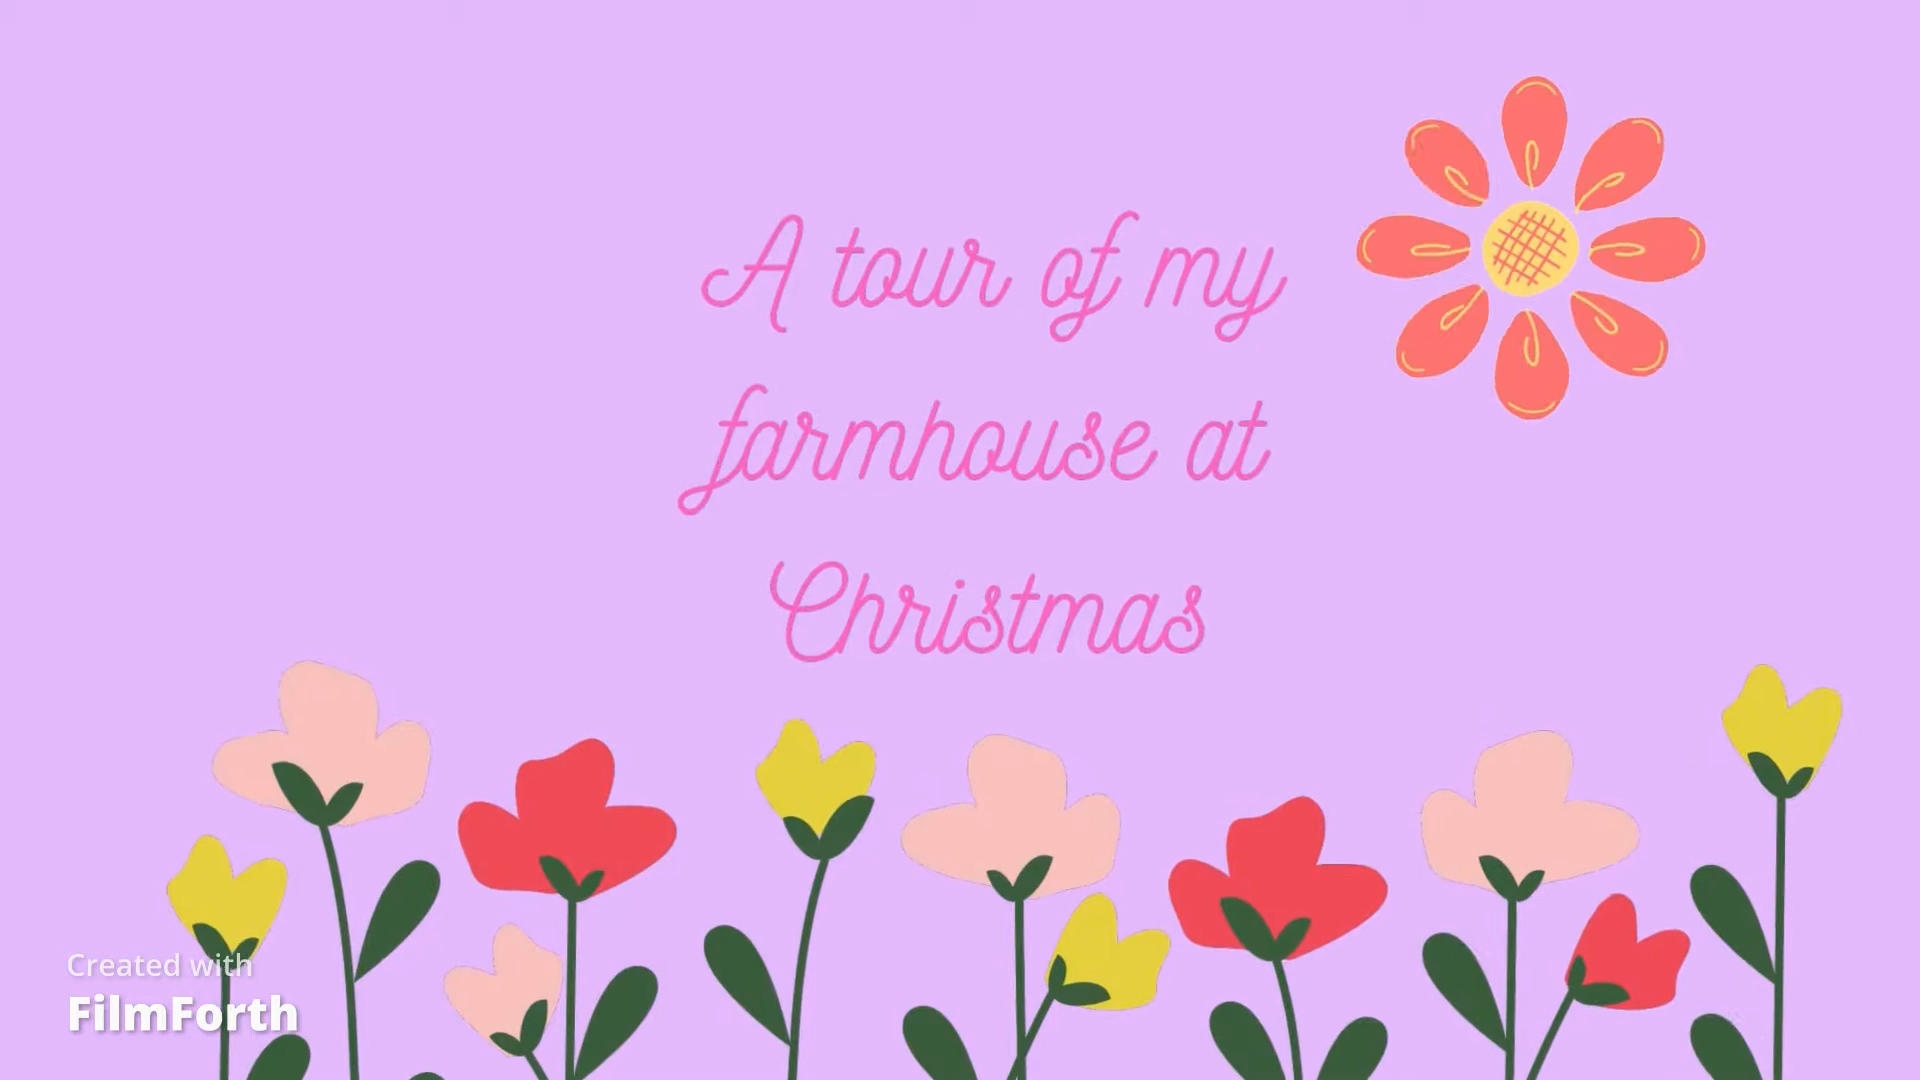 A tour of my
farmhouse at
Christmas
Created with
FilmForth